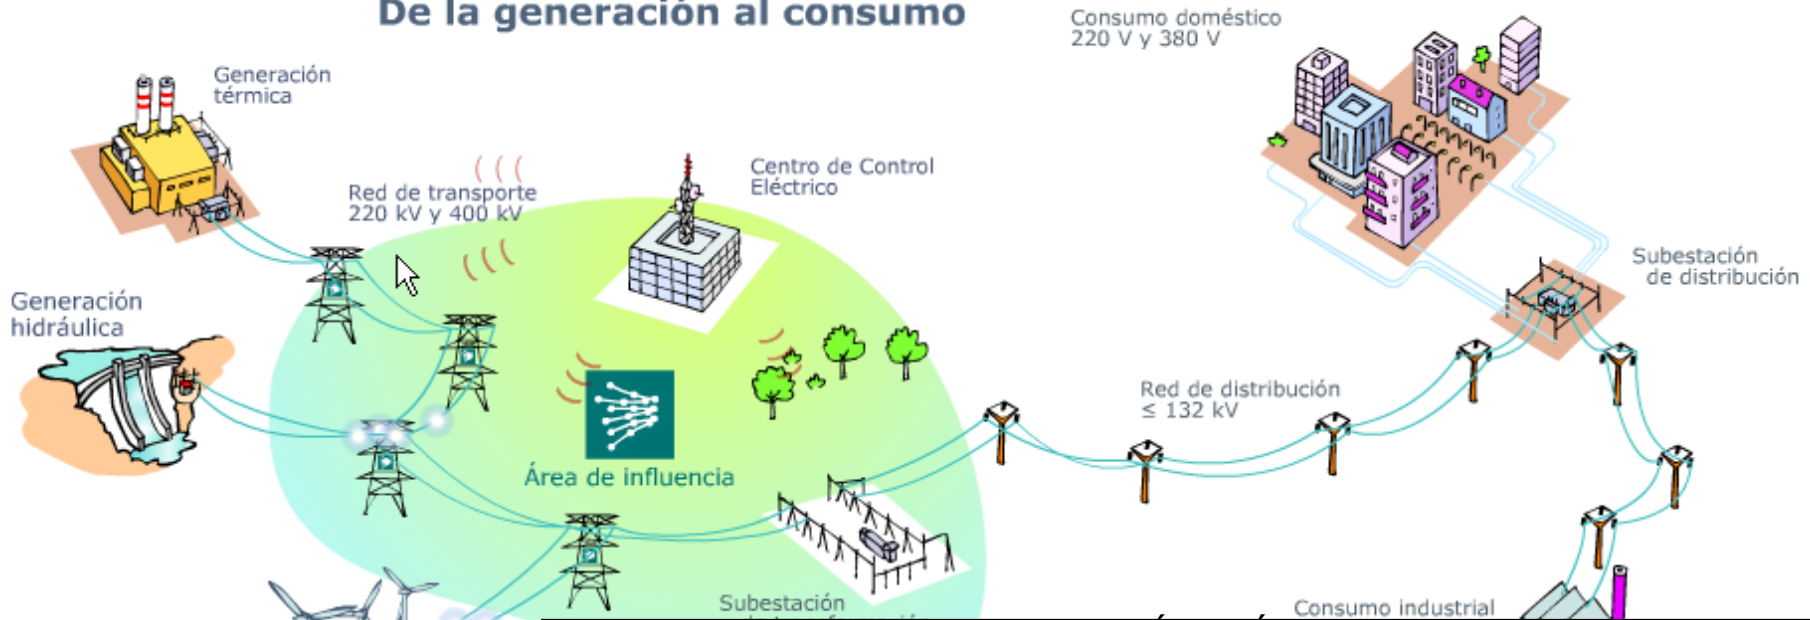 De la generación al consumo
Consumo doméstico
220 V y 380 V
Generación
térmica
Centro de Control
Eléctrico
Red de transporte
220 kV y 400 kV
Subestación
de distribución
Generación
hidráulica
Red de distribución
≤ 132 kV
Área de influencia
Subestación
Consumo industrial